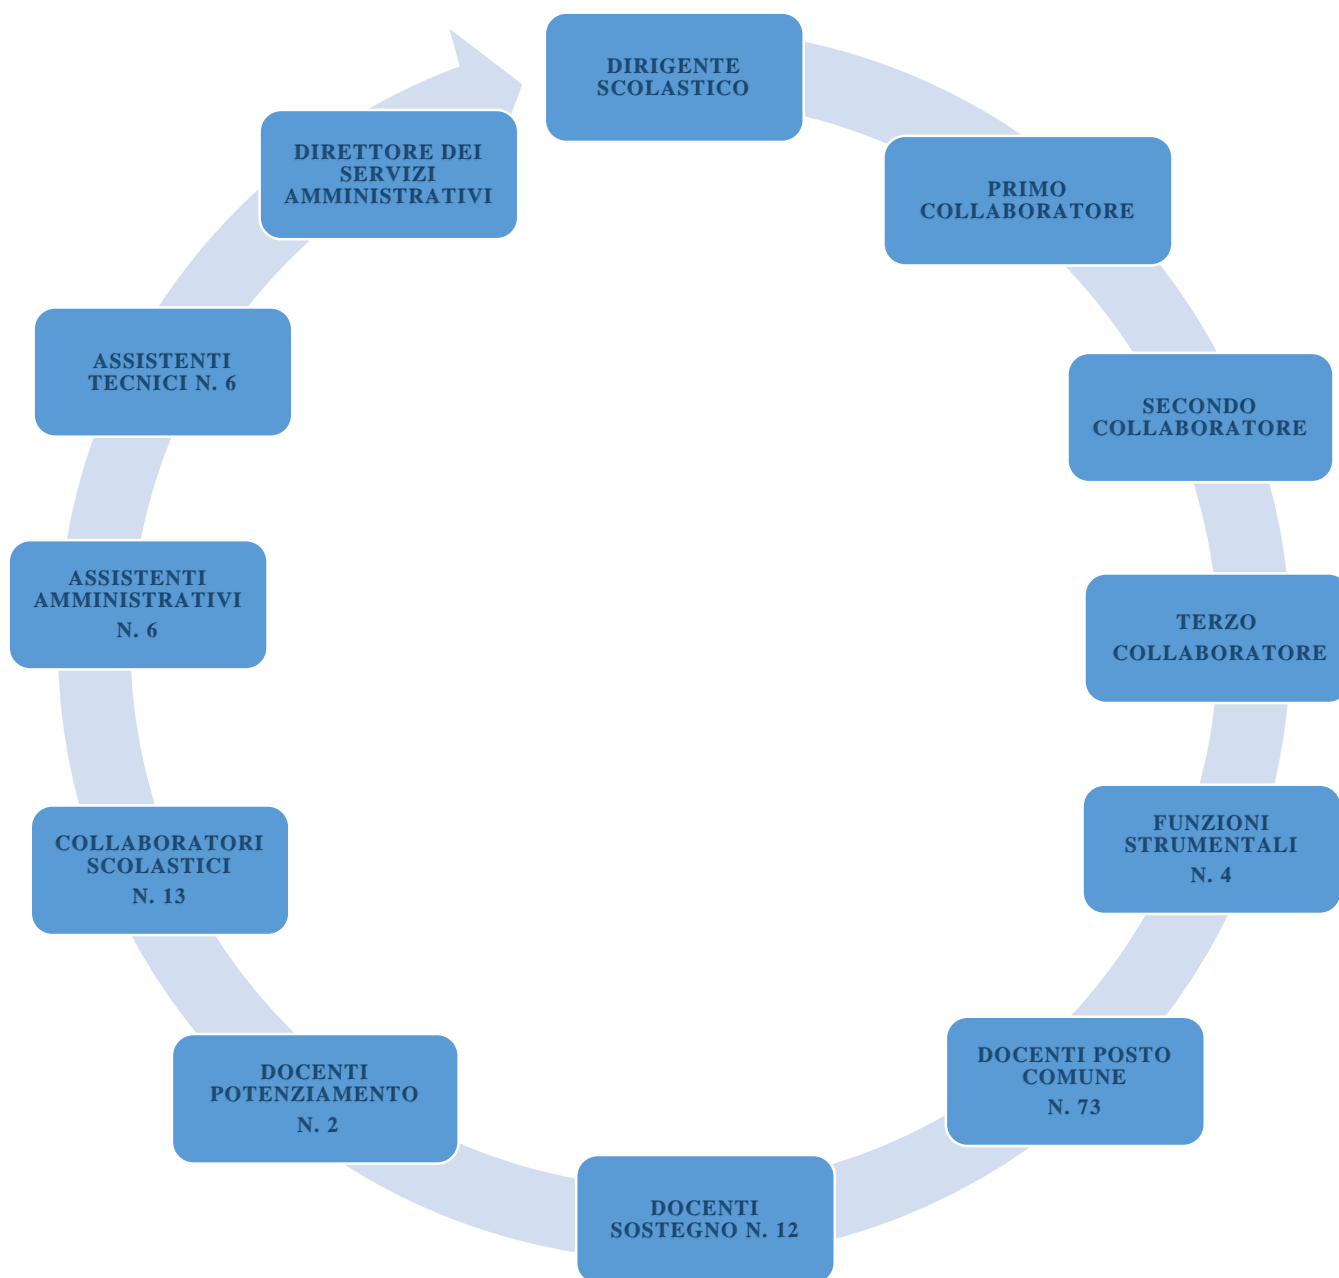 DIRIGENTE
SCOLASTICO
PRIMO
COLLABORATORE
SECONDO
COLLABORATORE
TERZO
COLLABORATORE
FUNZIONI
STRUMENTALI
N. 4
DOCENTI POSTO
COMUNE
N. 73
DOCENTI
SOSTEGNO N. 12
DOCENTI
POTENZIAMENTO
N. 2
COLLABORATORI
SCOLASTICI
N. 13
ASSISTENTI
AMMINISTRATIVI
N. 6
ASSISTENTI
TECNICI N. 6
DIRETTORE DEI
SERVIZI
AMMINISTRATIVI